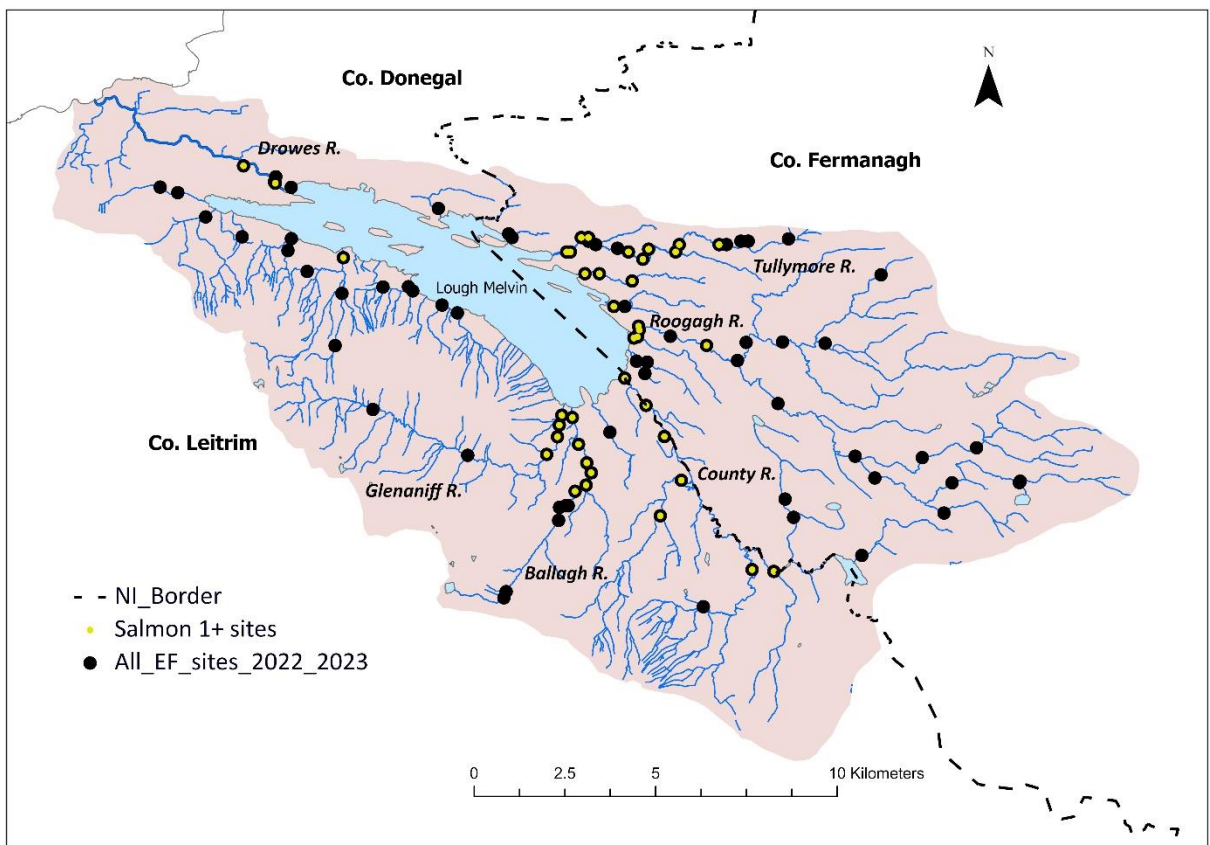 Co. Donegal
N
Drowes R.
Co. Fermanagh
Tullymore R.
Lough Melvin
Roogagh R.
Co. Leitrim
County R.
Glenaniff R.
Ballagh R.
NI_Border
Salmon 1+ sites
All_EF_sites_2022_2023
0 2.5 5 10 Kilometers